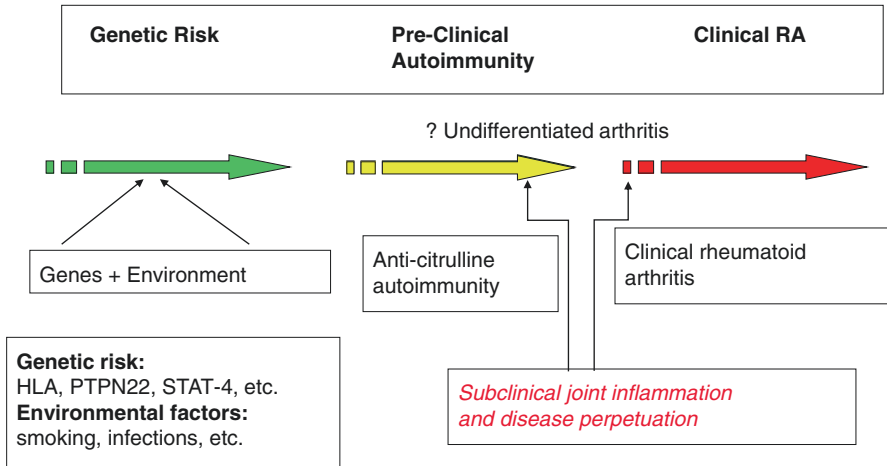 Genetic Risk
Pre-Clinical
Autoimmunity
Clinical RA
? Undifferentiated arthritis
Genes + Environment
Anti-citrulline
autoimmunity
Clinical rheumatoid
arthritis
Genetic risk:
HLA, PTPN22, STAT-4, etc.
Environmental factors:
smoking, infections, etc.
Subclinical joint inflammation
and disease perpetuation